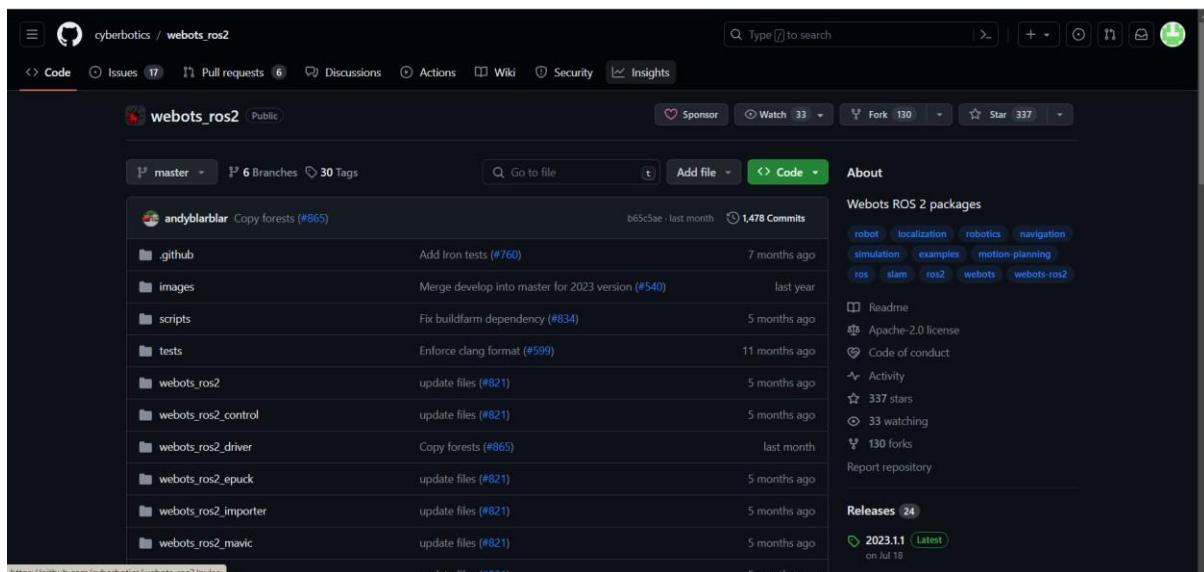 cyberbotics / webots_ros2
Type / to search
<> Code Issues 17 Pull requests 6 Discussions Actions Wiki Security Insights
webots_ros2 Public Sponsor Watch 33 Fork 130 Star 337
master 6 Branches 30 Tags Go to file t Add file <> Code
About
Webots ROS 2 packages
andyblarblar Copy forests (#865) b65c5ae · last month 1,478 Commits
robot localization robotics navigation
.github Add Iron tests (#760) 7 months ago
simulation examples motion-planning
ros slam ros2 webots webots-ros2
images Merge develop into master for 2023 version (#540) last year
Readme
scripts Fix buildfarm dependency (#834) 5 months ago
Apache-2.0 license
tests Enforce clang format (#599) 11 months ago
Code of conduct
Activity
webots_ros2 update files (#821) 5 months ago
337 stars
webots_ros2_control update files (#821) 5 months ago
33 watching
webots_ros2_driver Copy forests (#865) last month
130 forks
Report repository
webots_ros2_epuck update files (#821) 5 months ago
webots_ros2_importer update files (#821) 5 months ago
Releases 24
webots_ros2_mavic update files (#821) 5 months ago
2023.1.1 Latest
on Jul 18